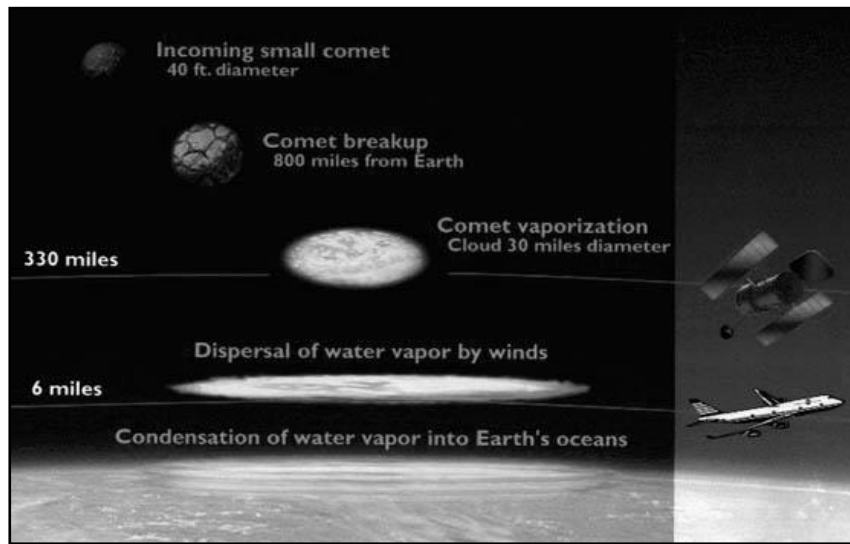 Incoming small comet
40 ft. diameter
Comet breakup
800 miles from Earth
Comet vaporization
Cloud 30 miles diameter
330 miles
Dispersal of water vapor by winds
6 miles
Condensation of water vapor into Earth's oceans